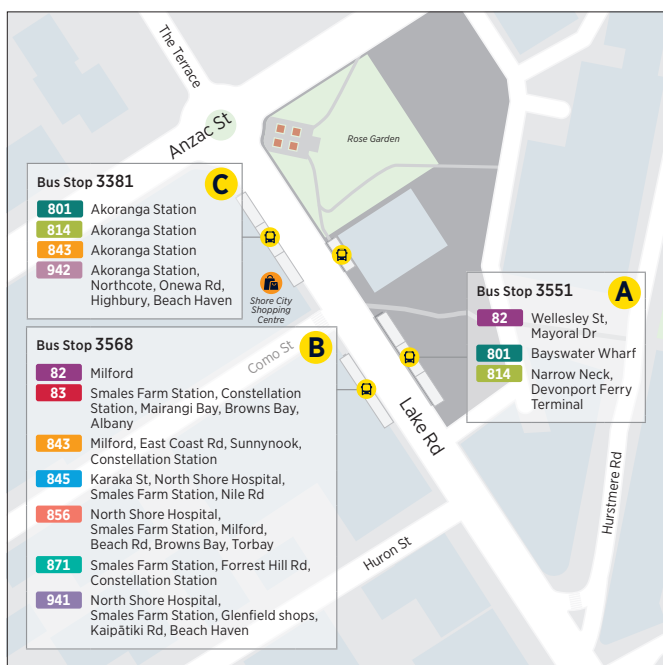 The Terrace
Anzac St
Rose Garden
Bus Stop 3381
C
801 Akoranga Station
814 Akoranga Station
843 Akoranga Station
942 Akoranga Station,
Northcote, Onewa Rd,
Highbury, Beach Haven
Shore City
Shopping
Centre
Bus Stop 3551
A
82 Wellesley St,
Mayoral Dr
801 Bayswater Wharf
814 Narrow Neck,
Devonport Ferry
Terminal
Bus Stop 3568
B
82 Milford
83 Smales Farm Station, Constellation
Station, Mairangi Bay, Browns Bay,
Albany
843 Milford, East Coast Rd, Sunnynook,
Constellation Station
845 Karaka St, North Shore Hospital,
Smales Farm Station, Nile Rd
856 North Shore Hospital,
Smales Farm Station, Milford,
Beach Rd, Browns Bay, Torbay
871 Smales Farm Station, Forrest Hill Rd,
Constellation Station
941 North Shore Hospital,
Smales Farm Station, Glenfield shops,
Kaipātiki Rd, Beach Haven
Como St
Lake Rd
Huron St
Hurstmere Rd